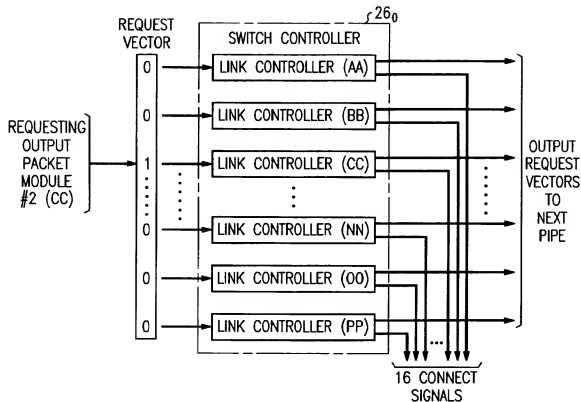 26₀
REQUEST
VECTOR
SWITCH CONTROLLER
0
LINK CONTROLLER (AA)
0
LINK CONTROLLER (BB)
REQUESTING
OUTPUT
PACKET
MODULE
#2 (CC)
1
LINK CONTROLLER (CC)
OUTPUT
REQUEST
VECTORS
TO
NEXT
PIPE
0
LINK CONTROLLER (NN)
0
LINK CONTROLLER (OO)
0
LINK CONTROLLER (PP)
16 CONNECT
SIGNALS